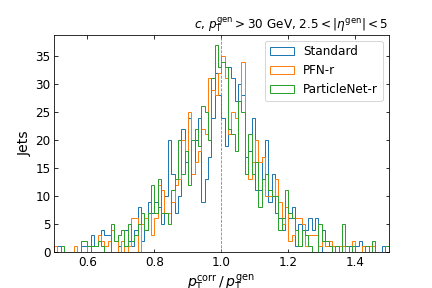 c, p_T^gen > 30 GeV, 2.5 < |η^gen| < 5
Standard
PFN-r
ParticleNet-r
Jets
35
30
25
20
15
10
5
0
0.6 0.8 1.0 1.2 1.4
p_T^corr / p_T^gen